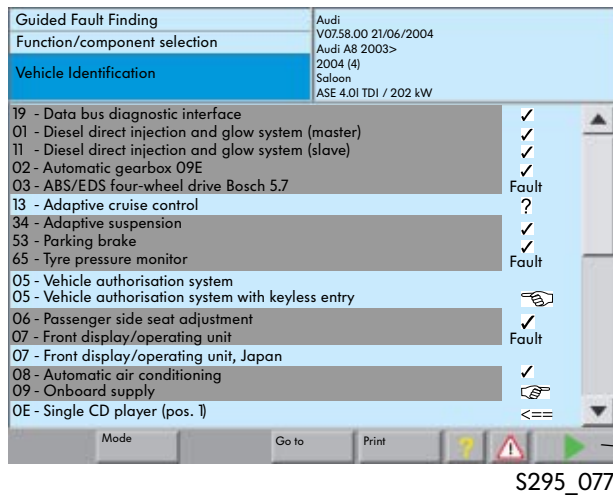 Guided Fault Finding
Function/component selection
Vehicle Identification
Audi
V07.58.00 21/06/2004
Audi A8 2003>
2004 (4)
Saloon
ASE 4.0l TDI / 202 kW
19 - Data bus diagnostic interface ✓
01 - Diesel direct injection and glow system (master) ✓
11 - Diesel direct injection and glow system (slave) ✓
02 - Automatic gearbox 09E ✓
03 - ABS/EDS four-wheel drive Bosch 5.7 Fault
13 - Adaptive cruise control ?
34 - Adaptive suspension ✓
53 - Parking brake ✓
65 - Tyre pressure monitor Fault
05 - Vehicle authorisation system
05 - Vehicle authorisation system with keyless entry
06 - Passenger side seat adjustment ✓
07 - Front display/operating unit Fault
07 - Front display/operating unit, Japan
08 - Automatic air conditioning ✓
09 - Onboard supply
0E - Single CD player (pos. 1) <==
Mode Go to Print ?
S295_077